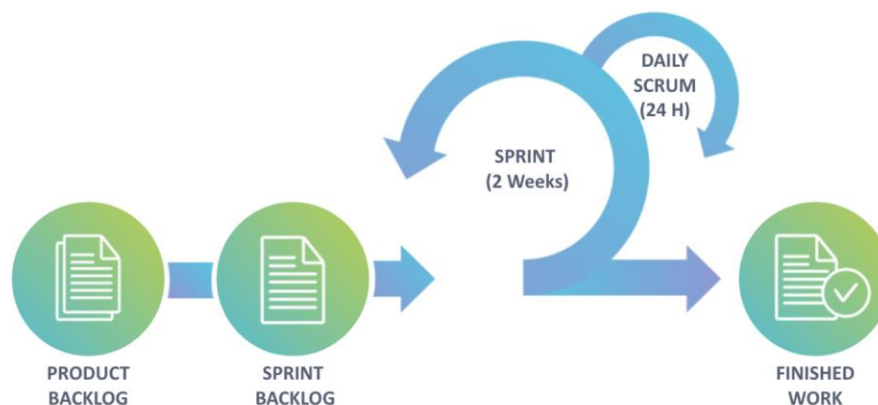 DAILY
SCRUM
(24 H)
SPRINT
(2 Weeks)
PRODUCT
BACKLOG
SPRINT
BACKLOG
FINISHED
WORK